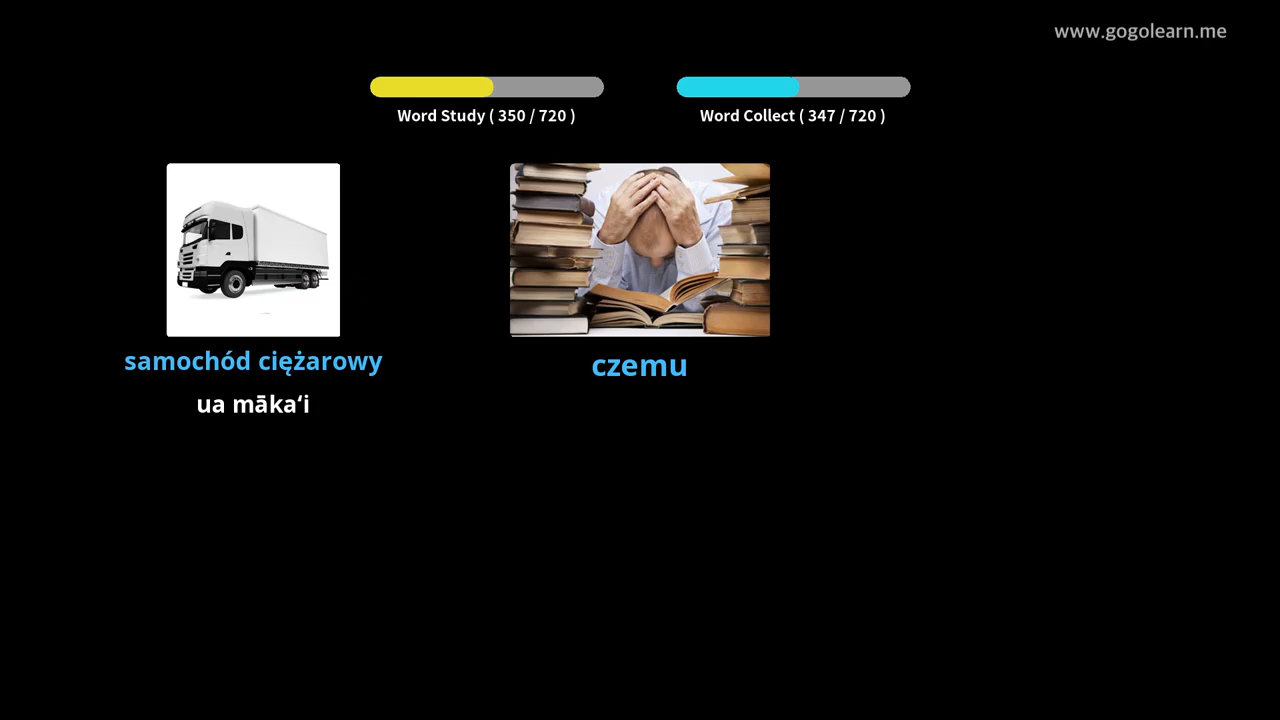 www.gogolearn.me
Word Study ( 350 / 720 )
Word Collect ( 347 / 720 )
samochód ciężarowy
ua mākaʻi
czemu